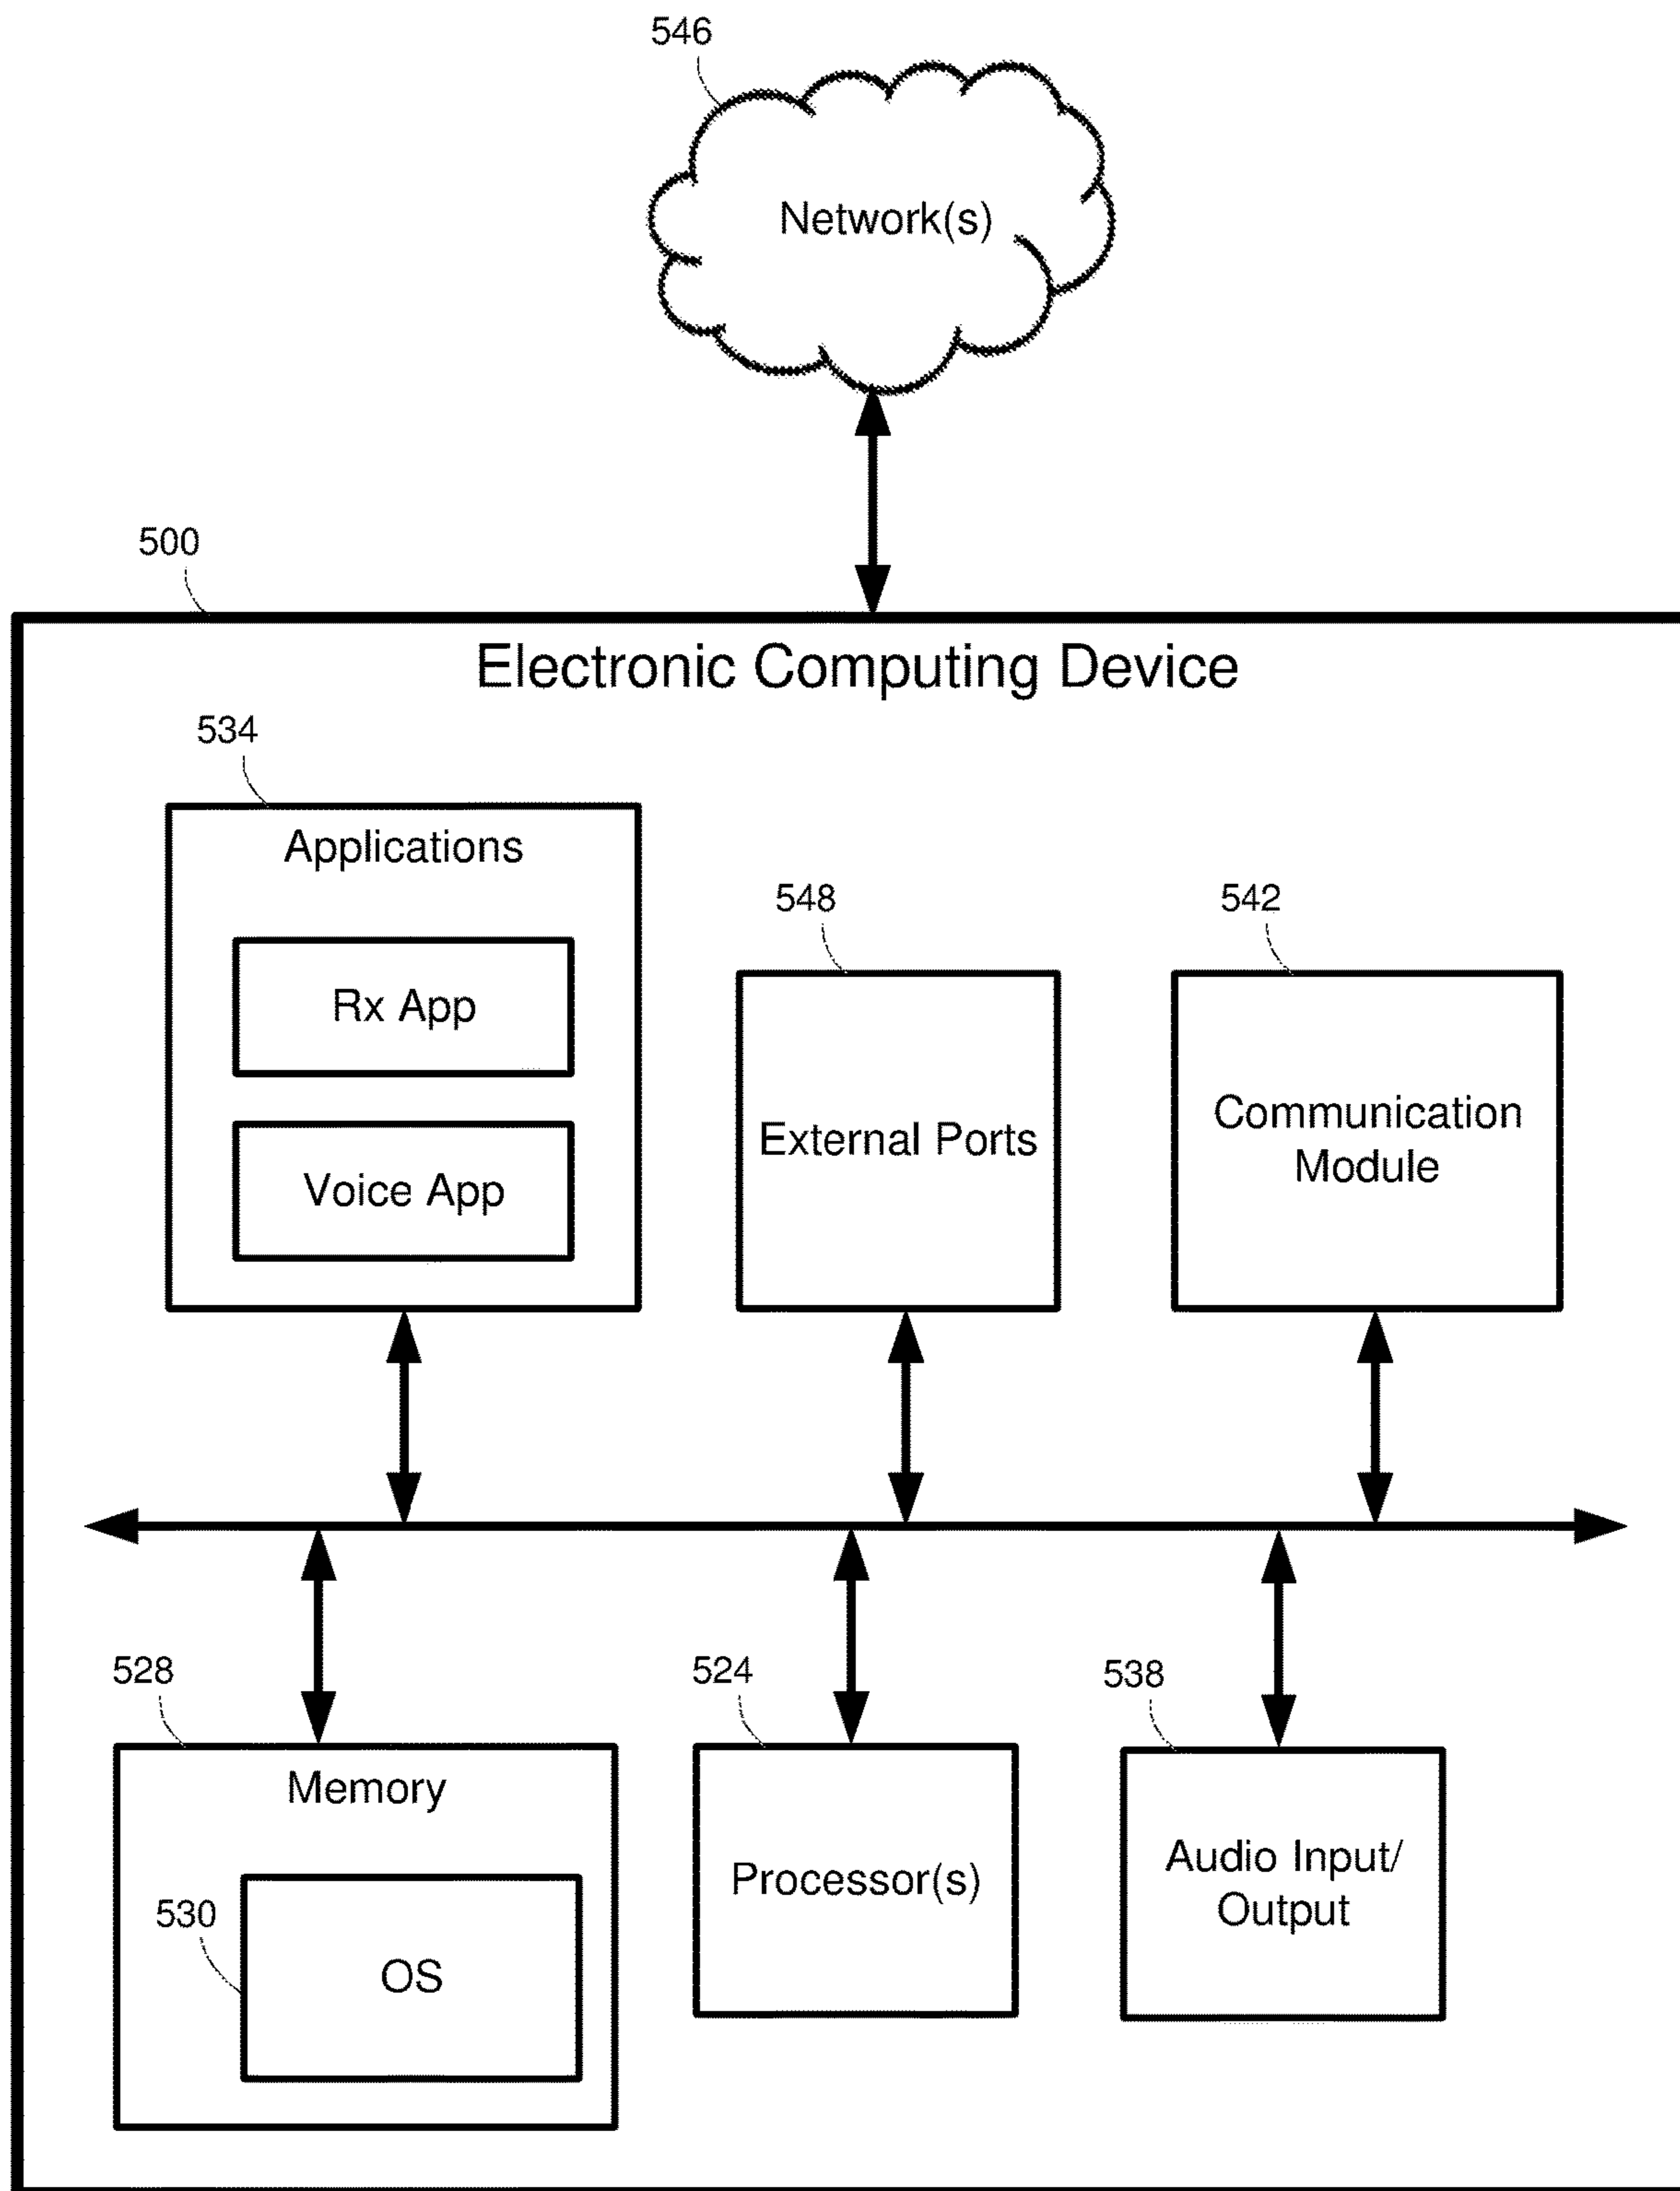 546
Network(s)
500
Electronic Computing Device
534
Applications
548
542
Rx App
Communication
Module
External Ports
Voice App
528
524
538
Memory
Audio Input/
Output
Processor(s)
530
OS